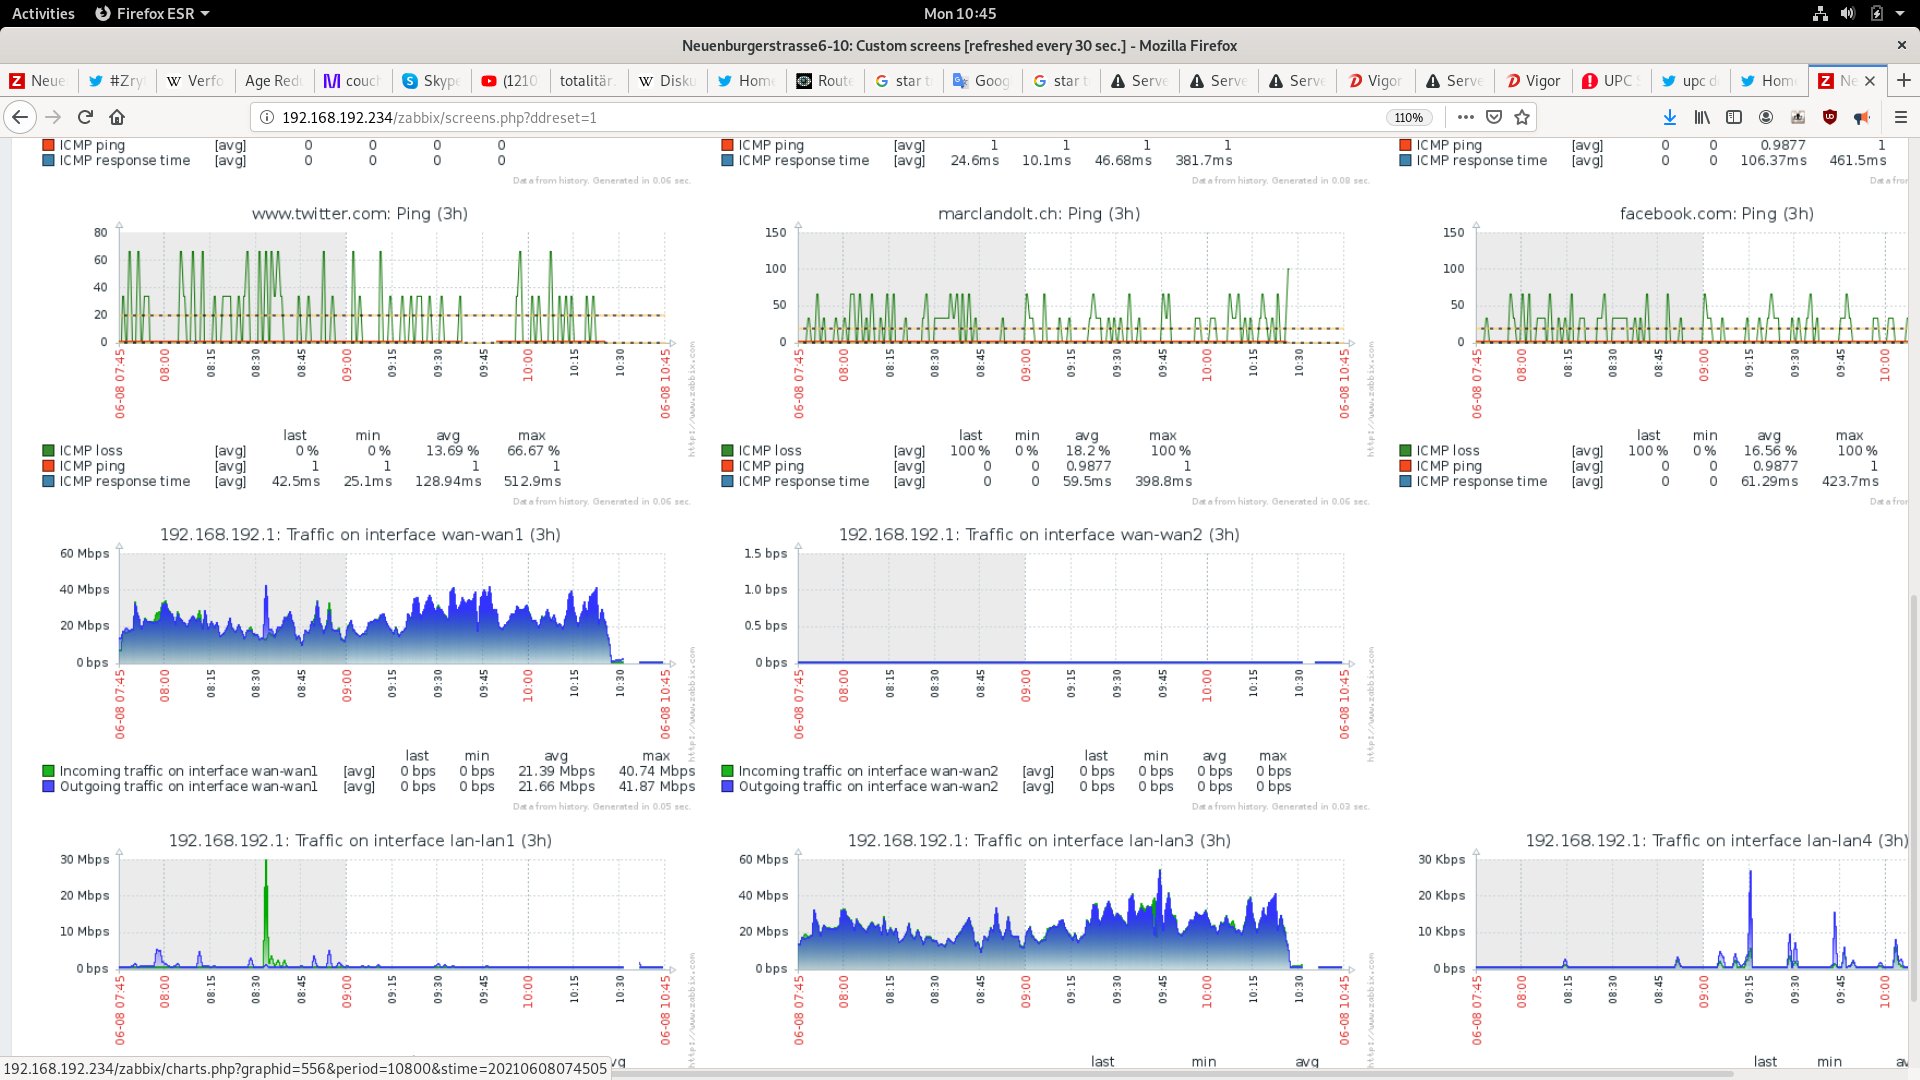 Activities Firefox ESR Mon 10:45
Neuenburgerstrasse6-10: Custom screens [refreshed every 30 sec.] - Mozilla Firefox
Neue #Zry Verfo Age Red couch Skype (1210 totalitär. Disku Home Route star t Goog star t Serve Serve Serve Vigor Serve Vigor UPC S upc d Home Ne
192.168.192.234/zabbix/screens.php?ddreset=1 110%
ICMP ping [avg] 0 0 0 0
ICMP response time [avg] 0 0 0 0
Data from history. Generated in 0.06 sec.
ICMP ping [avg] 1 1 1 1
ICMP response time [avg] 24.6ms 10.1ms 46.68ms 381.7ms
Data from history. Generated in 0.08 sec.
ICMP ping [avg] 0 0 0.9877 1
ICMP response time [avg] 0 0 106.37ms 461.5ms
Data fro
www.twitter.com: Ping (3h)
80
60
40
20
0
06-08 07:45 08:00 08:15 08:30 08:45 09:00 09:15 09:30 09:45 10:00 10:15 10:30 06-08 10:45
http://www.zabbix.com
last min avg max
ICMP loss [avg] 0 % 0 % 13.69 % 66.67 %
ICMP ping [avg] 1 1 1 1
ICMP response time [avg] 42.5ms 25.1ms 128.94ms 512.9ms
Data from history. Generated in 0.06 sec.
marclandolt.ch: Ping (3h)
150
100
50
0
06-08 07:45 08:00 08:15 08:30 08:45 09:00 09:15 09:30 09:45 10:00 10:15 10:30 06-08 10:45
http://www.zabbix.com
last min avg max
ICMP loss [avg] 100 % 0 % 18.2 % 100 %
ICMP ping [avg] 0 0 0.9877 1
ICMP response time [avg] 0 0 59.5ms 398.8ms
Data from history. Generated in 0.06 sec.
facebook.com: Ping (3h)
150
100
50
0
06-08 07:45 08:00 08:15 08:30 08:45 09:00 09:15 09:30 09:45 10:00
last min avg max
ICMP loss [avg] 100 % 0 % 16.56 % 100 %
ICMP ping [avg] 0 0 0.9877 1
ICMP response time [avg] 0 0 61.29ms 423.7ms
Data fro
192.168.192.1: Traffic on interface wan-wan1 (3h)
60 Mbps
40 Mbps
20 Mbps
0 bps
06-08 07:45 08:00 08:15 08:30 08:45 09:00 09:15 09:30 09:45 10:00 10:15 10:30 06-08 10:45
http://www.zabbix.com
last min avg max
Incoming traffic on interface wan-wan1 [avg] 0 bps 0 bps 21.39 Mbps 40.74 Mbps
Outgoing traffic on interface wan-wan1 [avg] 0 bps 0 bps 21.66 Mbps 41.87 Mbps
Data from history. Generated in 0.05 sec.
192.168.192.1: Traffic on interface wan-wan2 (3h)
1.5 bps
1.0 bps
0.5 bps
0 bps
06-08 07:45 08:00 08:15 08:30 08:45 09:00 09:15 09:30 09:45 10:00 10:15 10:30 06-08 10:45
http://www.zabbix.com
last min avg max
Incoming traffic on interface wan-wan2 [avg] 0 bps 0 bps 0 bps 0 bps
Outgoing traffic on interface wan-wan2 [avg] 0 bps 0 bps 0 bps 0 bps
Data from history. Generated in 0.03 sec.
192.168.192.1: Traffic on interface lan-lan1 (3h)
30 Mbps
20 Mbps
10 Mbps
0 bps
06-08 07:45 08:00 08:15 08:30 08:45 09:00 09:15 09:30 09:45 10:00 10:15 10:30 06-08 10:45
http://www.zabbix.com
192.168.192.1: Traffic on interface lan-lan3 (3h)
60 Mbps
40 Mbps
20 Mbps
0 bps
06-08 07:45 08:00 08:15 08:30 08:45 09:00 09:15 09:30 09:45 10:00 10:15 10:30 06-08 10:45
http://www.zabbix.com
last min avg
192.168.192.1: Traffic on interface lan-lan4 (3h)
30 Kbps
20 Kbps
10 Kbps
0 bps
06-08 07:45 08:00 08:15 08:30 08:45 09:00 09:15 09:30 09:45 10:00
last min av
vg
192.168.192.234/zabbix/charts.php?graphid=556&period=10800&stime=20210608074505